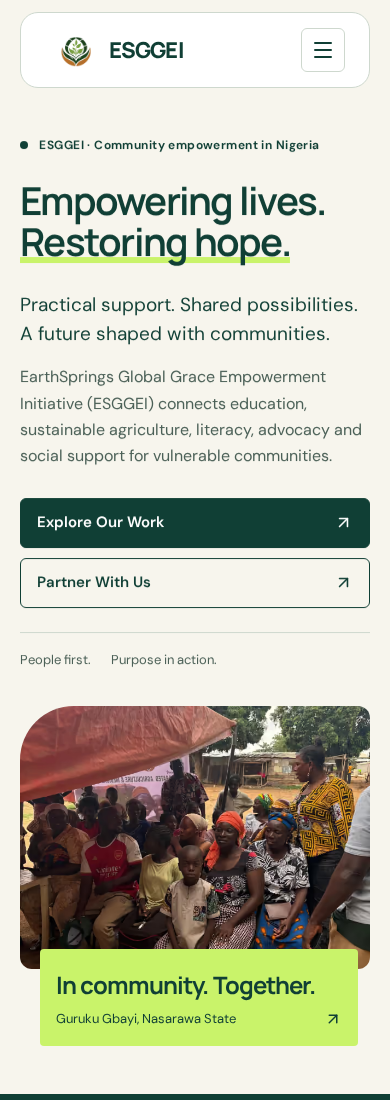 ESGGEI
ESGGEI · Community empowerment in Nigeria
Empowering lives.
Restoring hope.
Practical support. Shared possibilities.
A future shaped with communities.
EarthSprings Global Grace Empowerment
Initiative (ESGGEI) connects education,
sustainable agriculture, literacy, advocacy and
social support for vulnerable communities.
Explore Our Work
Partner With Us
People first. Purpose in action.
In community. Together.
Guruku Gbayi, Nasarawa State